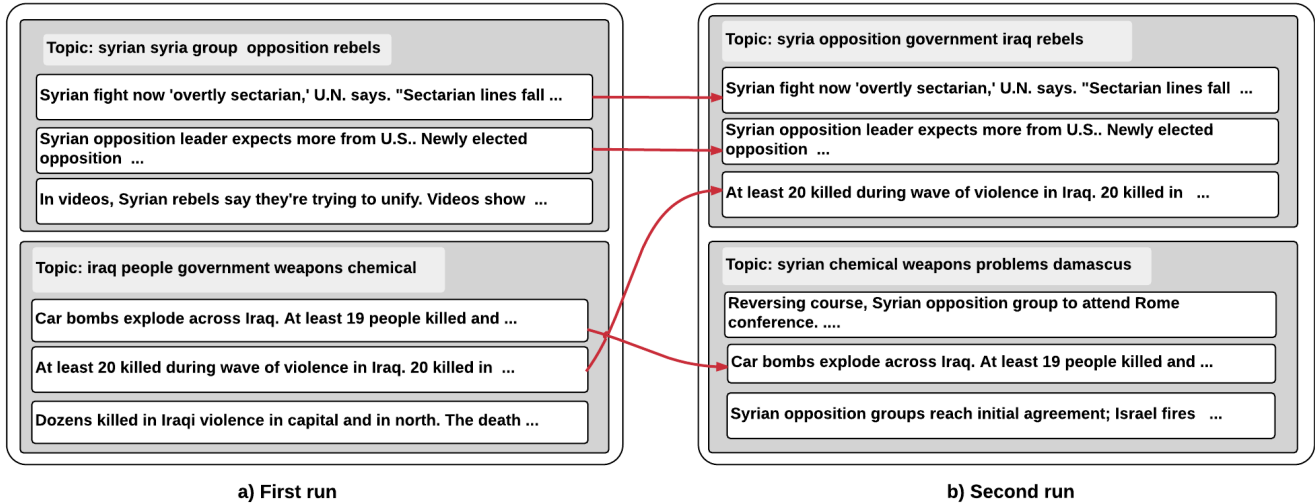 Topic: syrian syria group opposition rebels
Syrian fight now 'overtly sectarian,' U.N. says. "Sectarian lines fall ...
Syrian opposition leader expects more from U.S.. Newly elected
opposition ...
In videos, Syrian rebels say they're trying to unify. Videos show ...
Topic: iraq people government weapons chemical
Car bombs explode across Iraq. At least 19 people killed and ...
At least 20 killed during wave of violence in Iraq. 20 killed in ...
Dozens killed in Iraqi violence in capital and in north. The death ...
a) First run
Topic: syria opposition government iraq rebels
Syrian fight now 'overtly sectarian,' U.N. says. "Sectarian lines fall ...
Syrian opposition leader expects more from U.S.. Newly elected
opposition ...
At least 20 killed during wave of violence in Iraq. 20 killed in ...
Topic: syrian chemical weapons problems damascus
Reversing course, Syrian opposition group to attend Rome
conference. ....
Car bombs explode across Iraq. At least 19 people killed and ...
Syrian opposition groups reach initial agreement; Israel fires ...
b) Second run